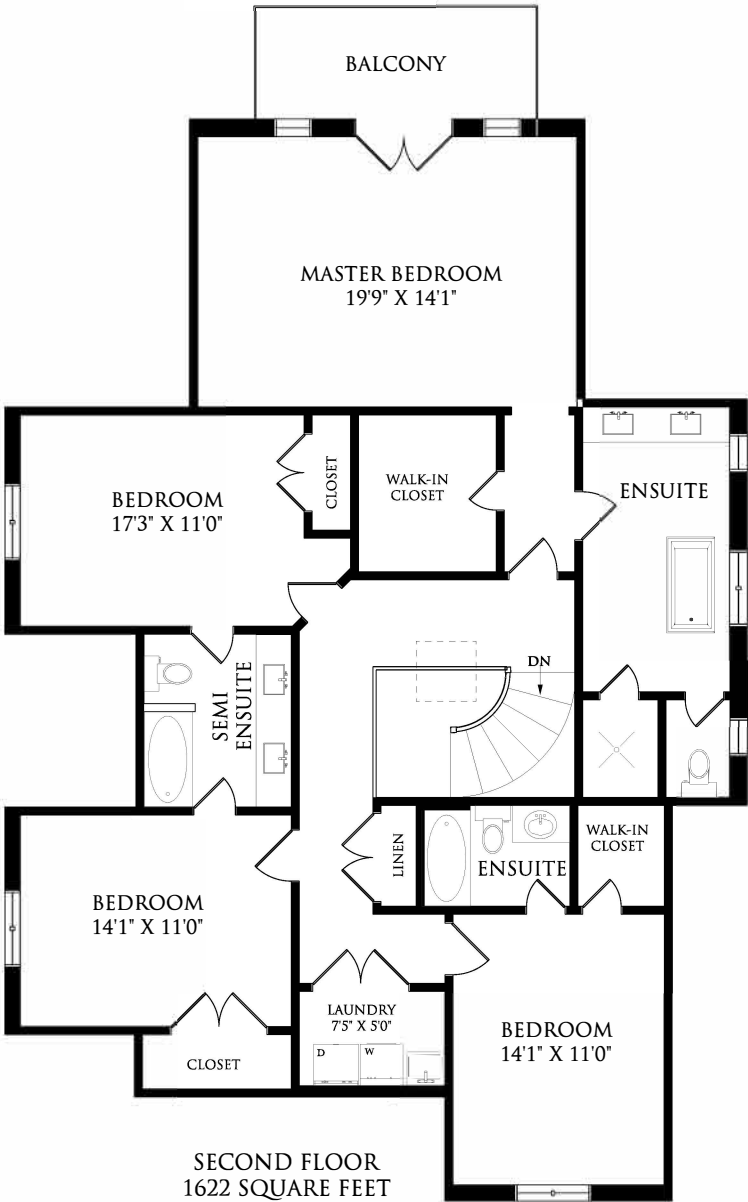 BALCONY
MASTER BEDROOM
19'9" X 14'1"
BEDROOM
17'3" X 11'0"
CLOSET
WALK-IN
CLOSET
ENSUITE
SEMI
ENSUITE
DN
BEDROOM
14'1" X 11'0"
LINEN
ENSUITE
WALK-IN
CLOSET
LAUNDRY
7'5" X 5'0"
D
W
CLOSET
BEDROOM
14'1" X 11'0"
SECOND FLOOR
1622 SQUARE FEET